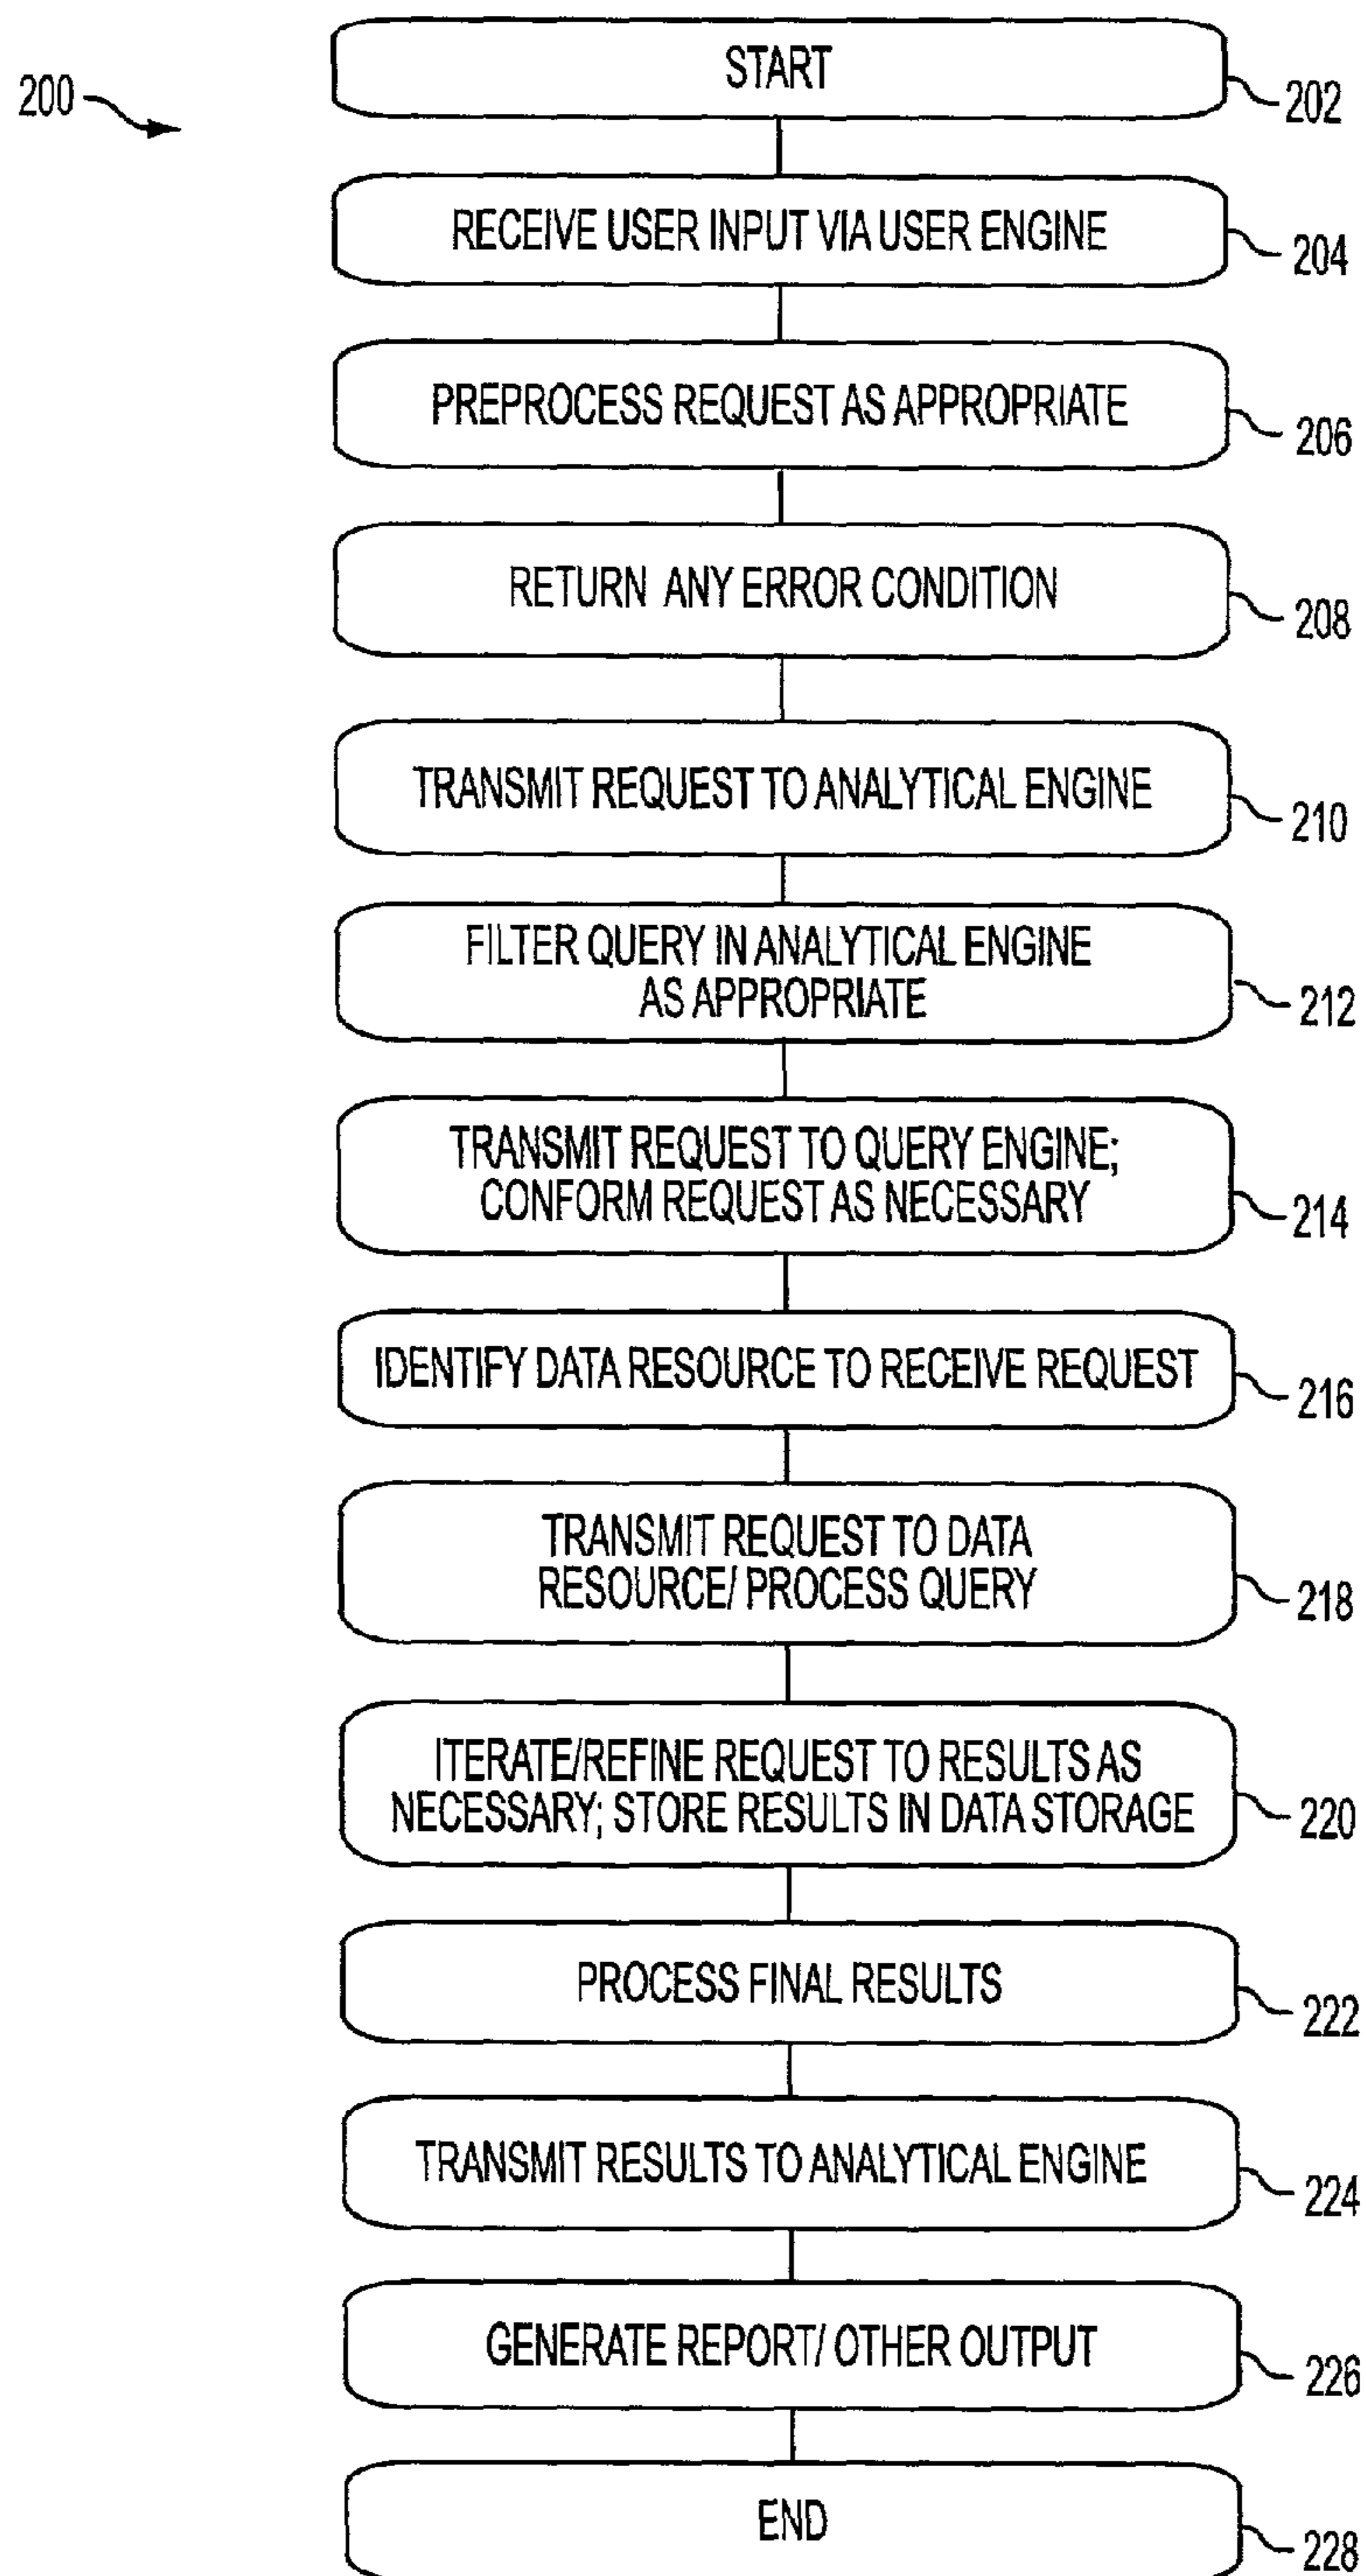 200
START
202
RECEIVE USER INPUT VIA USER ENGINE
204
PREPROCESS REQUEST AS APPROPRIATE
206
RETURN ANY ERROR CONDITION
208
TRANSMIT REQUEST TO ANALYTICAL ENGINE
210
FILTER QUERY IN ANALYTICAL ENGINE
AS APPROPRIATE
212
TRANSMIT REQUEST TO QUERY ENGINE;
CONFORM REQUEST AS NECESSARY
214
IDENTIFY DATA RESOURCE TO RECEIVE REQUEST
216
TRANSMIT REQUEST TO DATA
RESOURCE/ PROCESS QUERY
218
ITERATE/REFINE REQUEST TO RESULTS AS
NECESSARY; STORE RESULTS IN DATA STORAGE
220
PROCESS FINAL RESULTS
222
TRANSMIT RESULTS TO ANALYTICAL ENGINE
224
GENERATE REPORT/ OTHER OUTPUT
226
END
228